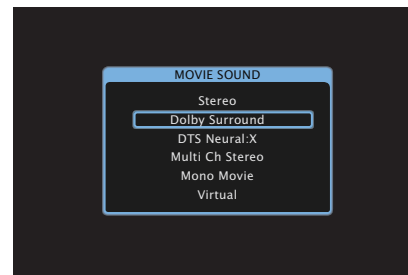 MOVIE SOUND
Stereo
Dolby Surround
DTS Neural:X
Multi Ch Stereo
Mono Movie
Virtual